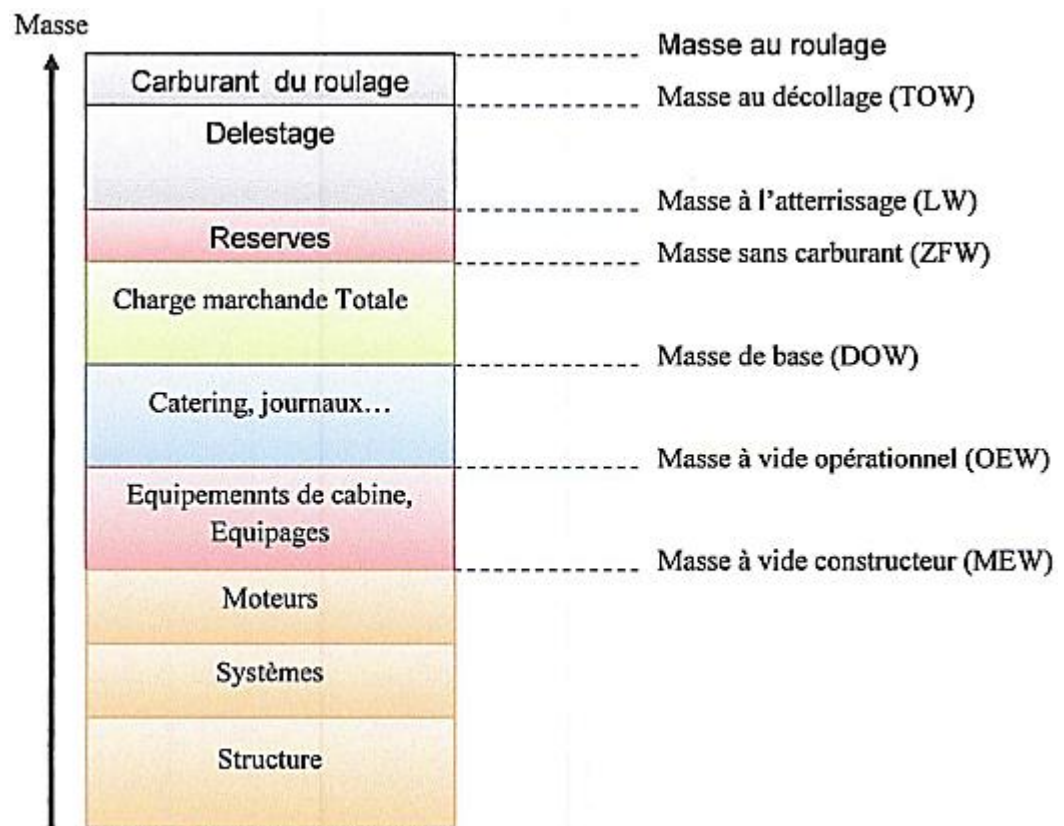 Masse
Masse au roulage
Carburant du roulage
Masse au décollage (TOW)
Delestage
Masse à l'atterrissage (LW)
Reserves
Masse sans carburant (ZFW)
Charge marchande Totale
Masse de base (DOW)
Catering, journaux...
Masse à vide opérationnel (OEW)
Equipemennts de cabine,
Equipages
Masse à vide constructeur (MEW)
Moteurs
Systèmes
Structure